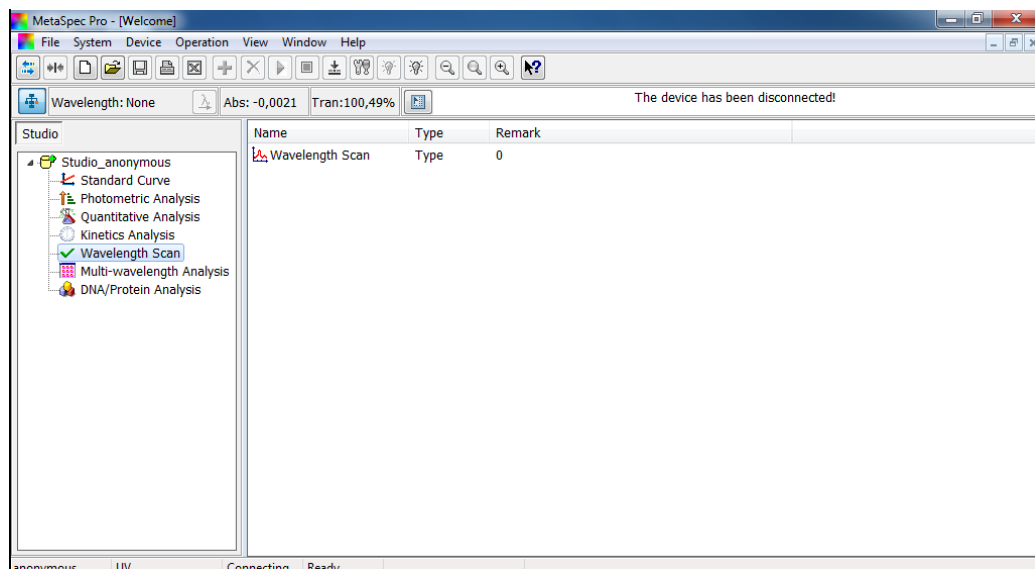 MetaSpec Pro - [Welcome]
File System Device Operation View Window Help
Wavelength: None Abs: -0,0021 Tran:100,49% The device has been disconnected!
Studio
Name Type Remark
Studio_anonymous
Standard Curve
Photometric Analysis
Quantitative Analysis
Kinetics Analysis
Wavelength Scan
Multi-wavelength Analysis
DNA/Protein Analysis
Wavelength Scan Type 0
anonymous UV Connecting Ready